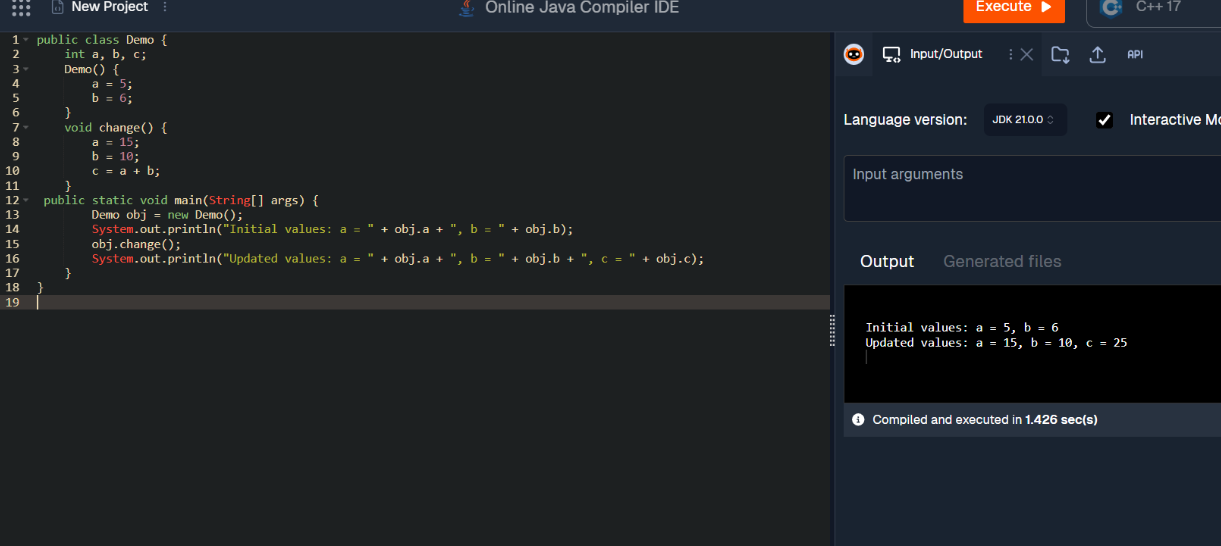 New Project
Online Java Compiler IDE
Execute
C++ 17
1 public class Demo {
2     int a, b, c;
3     Demo() {
4         a = 5;
5         b = 6;
6     }
7     void change() {
8         a = 15;
9         b = 10;
10         c = a + b;
11     }
12  public static void main(String[] args) {
13         Demo obj = new Demo();
14         System.out.println("Initial values: a = " + obj.a + ", b = " + obj.b);
15         obj.change();
16         System.out.println("Updated values: a = " + obj.a + ", b = " + obj.b + ", c = " + obj.c);
17     }
18 }
19
Input/Output
API
Language version:
JDK 21.0.0
Interactive Mo
Input arguments
Output
Generated files
Initial values: a = 5, b = 6
Updated values: a = 15, b = 10, c = 25
Compiled and executed in 1.426 sec(s)